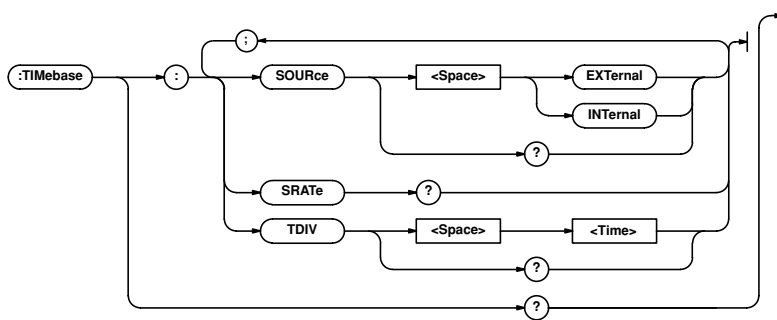 ;
:TIMebase : SOURce <Space> EXTernal
INTernal
?
SRATe ?
TDIV <Space> <Time>
?
?